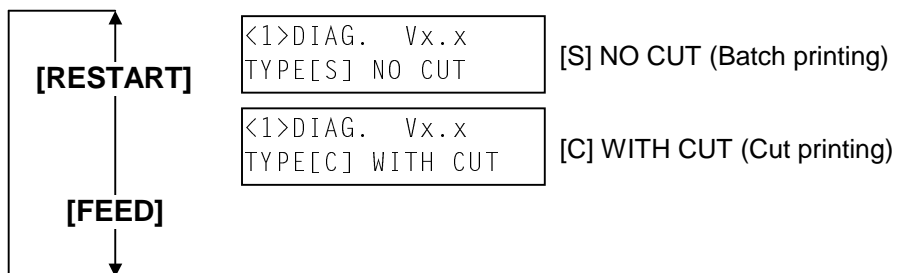 [RESTART]
<1>DIAG. Vx.x
TYPE[S] NO CUT
[S] NO CUT (Batch printing)
<1>DIAG. Vx.x
TYPE[C] WITH CUT
[C] WITH CUT (Cut printing)
[FEED]